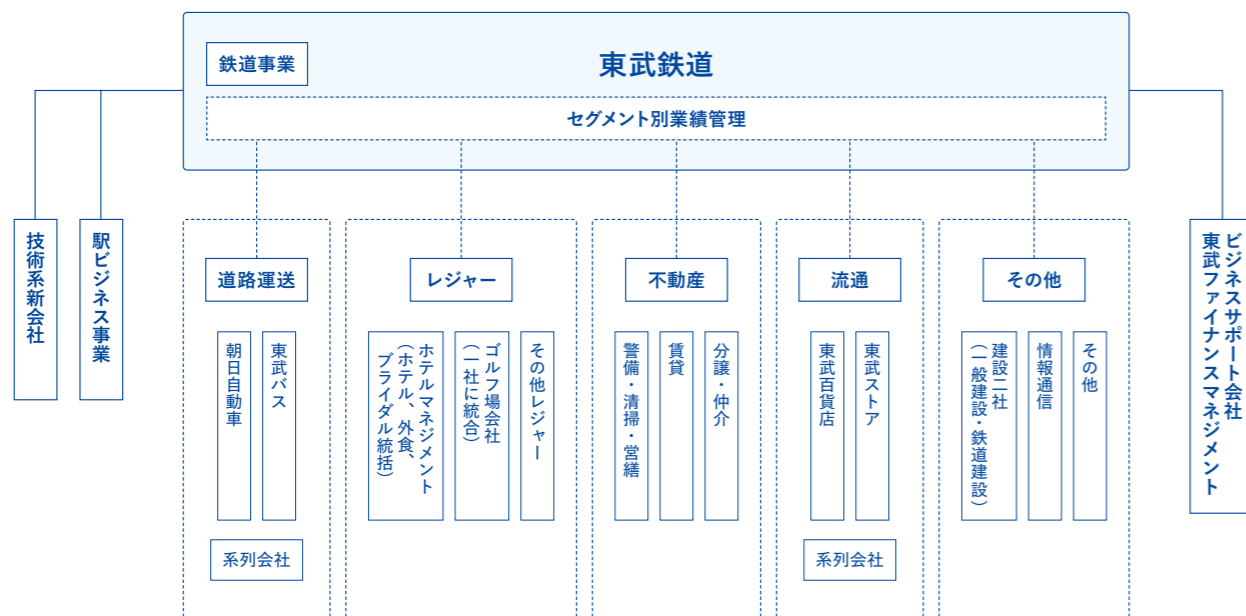 東武鉄道
鉄道事業
セグメント別業績管理
技術系新会社
駅ビジネス事業
道路運送
朝日自動車
東武バス
系列会社
レジャー
ホテルマネジメント
（ホテル、外食、
ブライダル統括）
ゴルフ場会社
（一社に統合）
その他レジャー
不動産
警備・清掃・営繕
賃貸
分譲・仲介
流通
東武百貨店
東武ストア
系列会社
その他
建設二社
（一般建設・鉄道建設）
情報通信
その他
ビジネスサポート会社
東武ファイナンスマネジメント